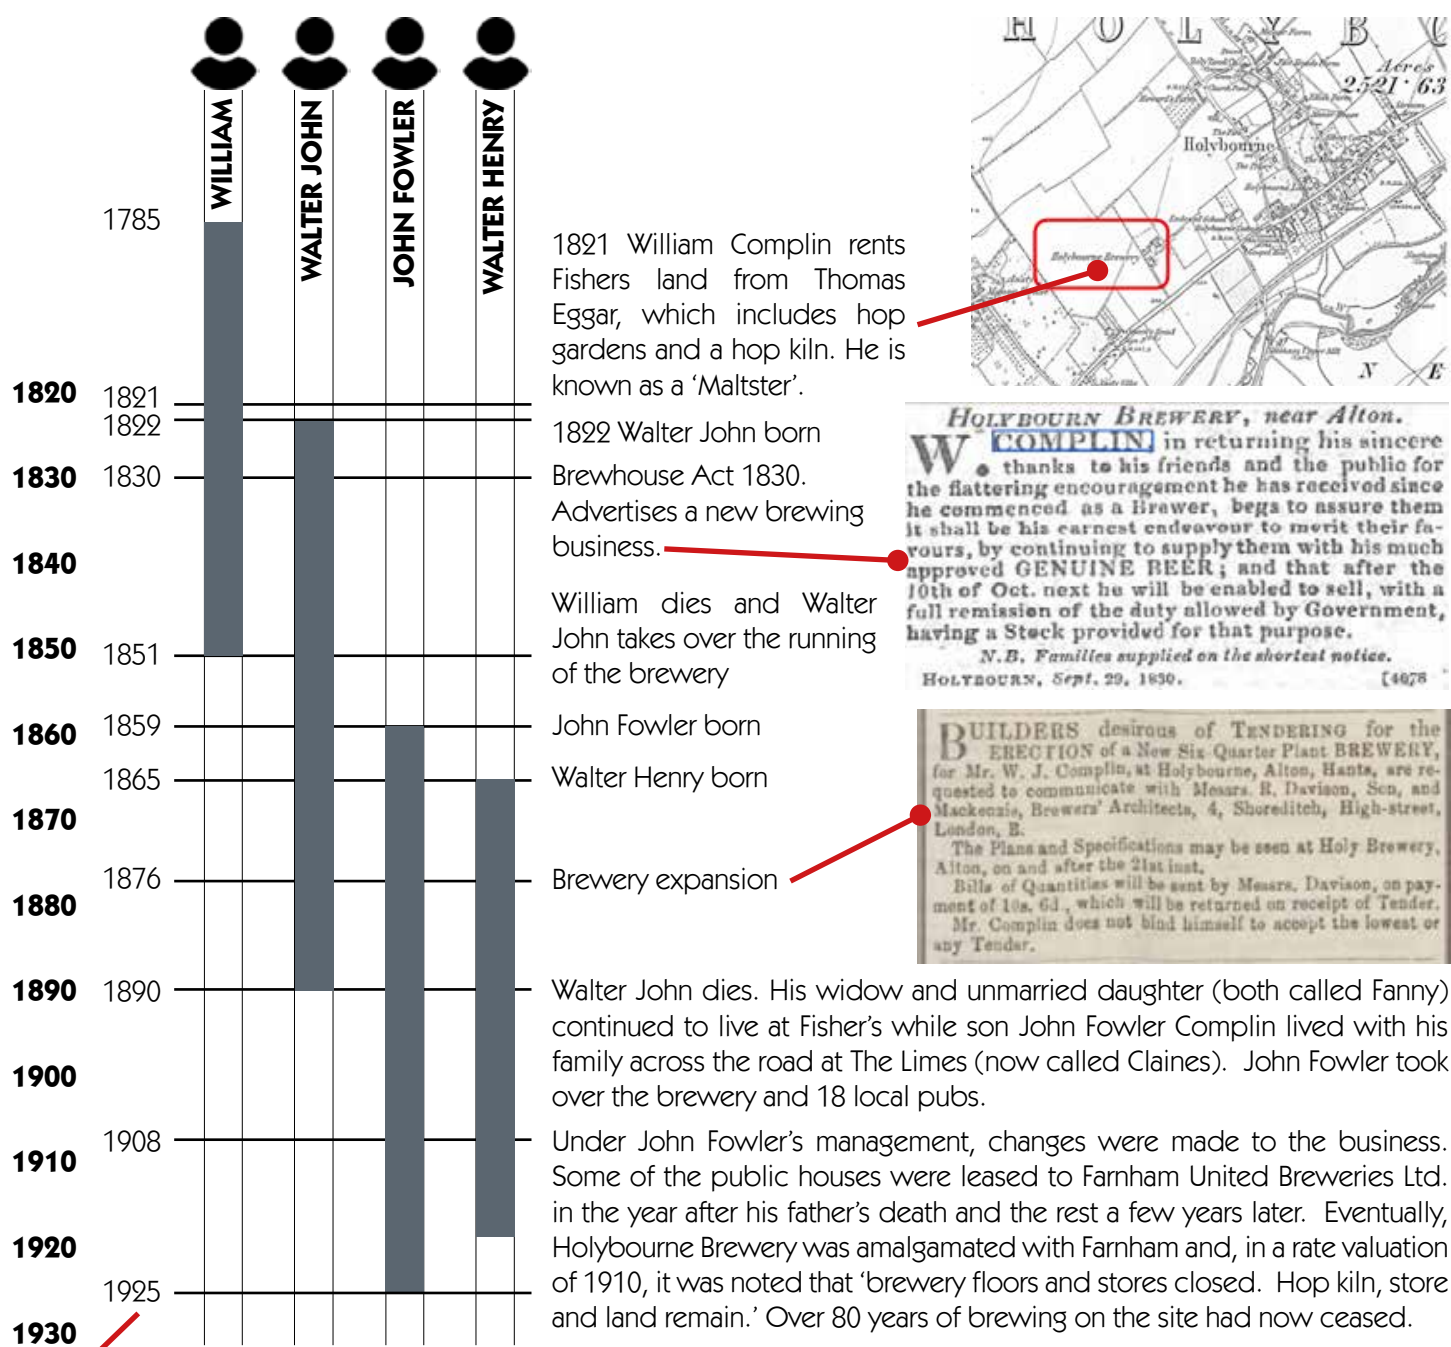 WILLIAM
WALTER JOHN
JOHN FOWLER
WALTER HENRY
1785
1820
1821
1822
1830
1830
1840
1850
1851
1859
1860
1865
1870
1876
1880
1890
1890
1900
1908
1910
1920
1925
1930
1821 William Complin rents
Fishers land from Thomas
Eggar, which includes hop
gardens and a hop kiln. He is
known as a ‘Maltster’.
1822 Walter John born
Brewhouse Act 1830.
Advertises a new brewing
business.
William dies and Walter
John takes over the running
of the brewery
John Fowler born
Walter Henry born
Brewery expansion
Walter John dies. His widow and unmarried daughter (both called Fanny)
continued to live at Fisher’s while son John Fowler Complin lived with his
family across the road at The Limes (now called Claines). John Fowler took
over the brewery and 18 local pubs.
Under John Fowler’s management, changes were made to the business.
Some of the public houses were leased to Farnham United Breweries Ltd.
in the year after his father’s death and the rest a few years later. Eventually,
Holybourne Brewery was amalgamated with Farnham and, in a rate valuation
of 1910, it was noted that ‘brewery floors and stores closed. Hop kiln, store
and land remain.’ Over 80 years of brewing on the site had now ceased.
H O L Y B
Acres
2521·63
Holybourne
Holybourne Brewery
N E
HOLYBOURN BREWERY, near Alton.
W. COMPLIN, in returning his sincere
thanks to his friends and the public for
the flattering encouragement he has received since
he commenced as a Brewer, begs to assure them
it shall be his earnest endeavour to merit their fa-
vours, by continuing to supply them with his much
approved GENUINE BEER; and that after the
10th of Oct. next he will be enabled to sell, with a
full remission of the duty allowed by Government,
having a Stock provided for that purpose.
N.B. Families supplied on the shortest notice.
HOLYBOURN, Sept. 29, 1830. [4078
BUILDERS desirous of TENDERING for the
ERECTION of a New Six-Quarter Plant BREWERY,
for Mr. W. J. Complin, at Holybourne, Alton, Hants, are re-
quested to communicate with Messrs. R. Davison, Son, and
Mackenzie, Brewers’ Architects, 4, Shoreditch, High-street,
London, E.
The Plans and Specifications may be seen at Holy Brewery,
Alton, on and after the 21st inst.
Bills of Quantities will be sent by Messrs. Davison, on pay-
ment of 10s. 6d., which will be returned on receipt of Tender.
Mr. Complin does not bind himself to accept the lowest or
any Tender.